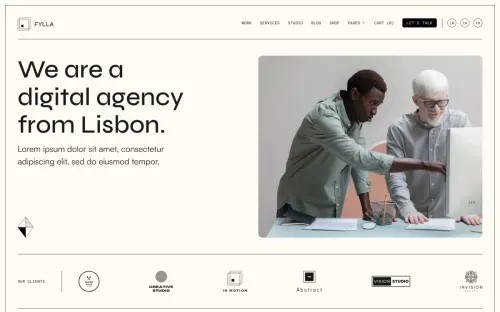 FYLLA
WORK SERVICES STUDIO BLOG SHOP PAGES CART (0) LET'S TALK
We are a
digital agency
from Lisbon.
Lorem ipsum dolor sit amet, consectetur
adipiscing elit, sed do eiusmod tempor.
OUR CLIENTS
CREATIVE
STUDIO
IN MOTION
Abstract
VISION STUDIO
INVISION